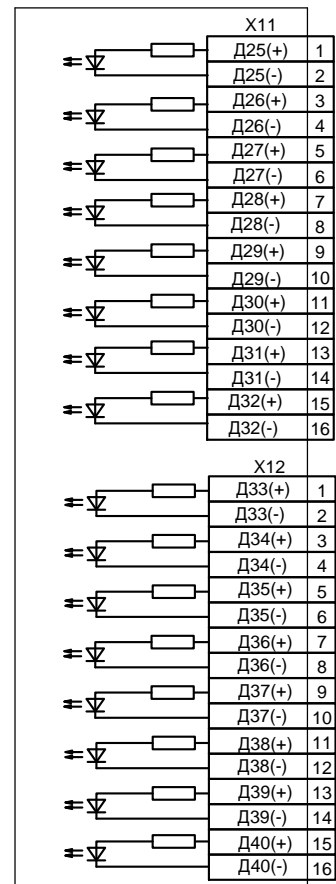 X11
Д25(+) 1
Д25(-) 2
Д26(+) 3
Д26(-) 4
Д27(+) 5
Д27(-) 6
Д28(+) 7
Д28(-) 8
Д29(+) 9
Д29(-) 10
Д30(+) 11
Д30(-) 12
Д31(+) 13
Д31(-) 14
Д32(+) 15
Д32(-) 16
X12
Д33(+) 1
Д33(-) 2
Д34(+) 3
Д34(-) 4
Д35(+) 5
Д35(-) 6
Д36(+) 7
Д36(-) 8
Д37(+) 9
Д37(-) 10
Д38(+) 11
Д38(-) 12
Д39(+) 13
Д39(-) 14
Д40(+) 15
Д40(-) 16